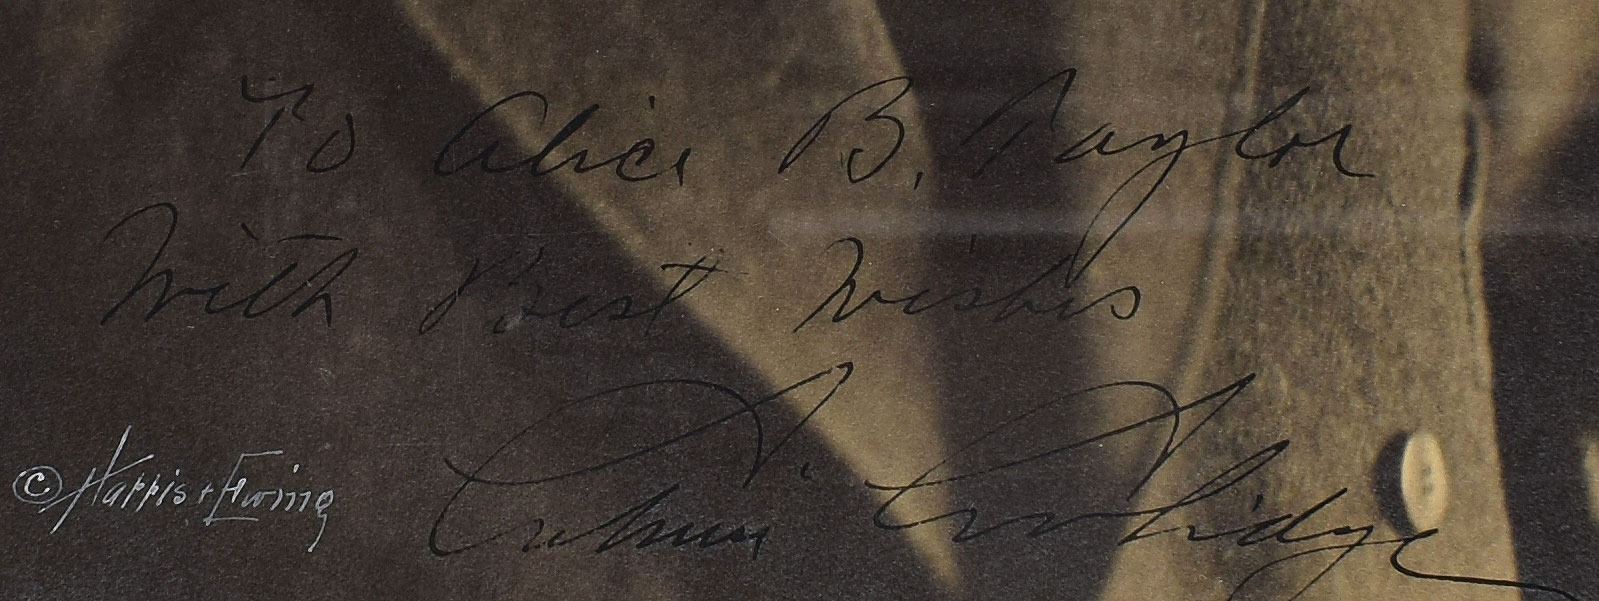 To Alice B. Taylor
With Best Wishes
Calvin Coolidge
© Harris & Ewing